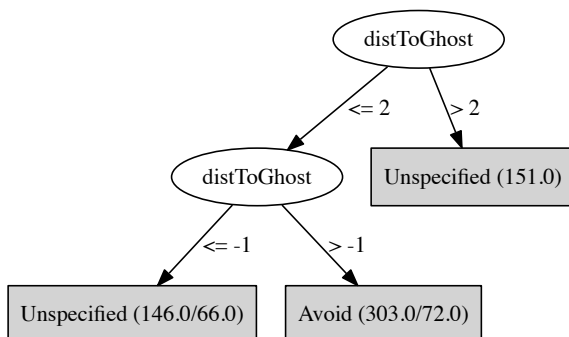 distToGhost
<= 2
> 2
distToGhost
Unspecified (151.0)
<= -1
> -1
Unspecified (146.0/66.0)
Avoid (303.0/72.0)